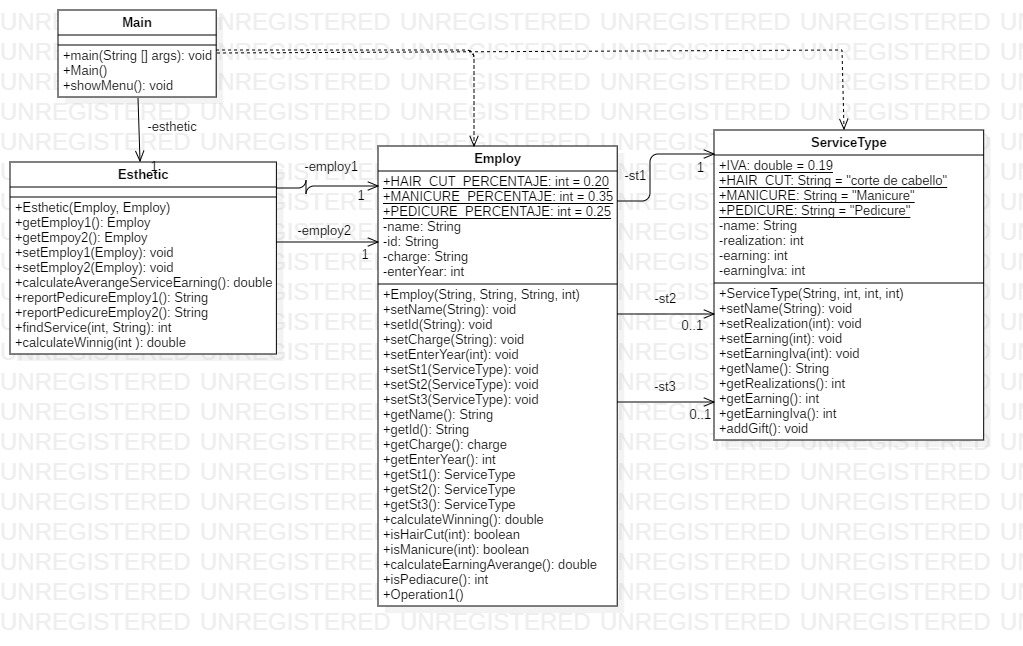 Main
+main(String [] args): void
+Main()
+showMenu(): void
-esthetic
1
Esthetic
+Esthetic(Employ, Employ)
+getEmploy1(): Employ
+getEmpoy2(): Employ
+setEmploy1(Employ): void
+setEmploy2(Employ): void
+calculateAverangeServiceEarning(): double
+reportPedicureEmploy1(): String
+reportPedicureEmploy2(): String
+findService(int, String): int
+calculateWinnig(int ): double
-employ1
1
-employ2
1
Employ
+HAIR_CUT_PERCENTAJE: int = 0.20
+MANICURE_PERCENTAJE: int = 0.35
+PEDICURE_PERCENTAJE: int = 0.25
-name: String
-id: String
-charge: String
-enterYear: int
+Employ(String, String, String, int)
+setName(String): void
+setId(String): void
+setCharge(String): void
+setEnterYear(int): void
+setSt1(ServiceType): void
+setSt2(ServiceType): void
+setSt3(ServiceType): void
+getName(): String
+getId(): String
+getCharge(): charge
+getEnterYear(): int
+getSt1(): ServiceType
+getSt2(): ServiceType
+getSt3(): ServiceType
+calculateWinning(): double
+isHairCut(int): boolean
+isManicure(int): boolean
+calculateEarningAverange(): double
+isPediacure(): int
+Operation1()
-st1
1
-st2
0..1
-st3
0..1
ServiceType
+IVA: double = 0.19
+HAIR_CUT: String = "corte de cabello"
+MANICURE: String = "Manicure"
+PEDICURE: String = "Pedicure"
-name: String
-realization: int
-earning: int
-earningIva: int
+ServiceType(String, int, int, int)
+setName(String): void
+setRealization(int): void
+setEarning(int): void
+setEarningIva(int): void
+getName(): String
+getRealizations(): int
+getEarning(): int
+getEarningIva(): int
+addGift(): void
UNREGISTERED